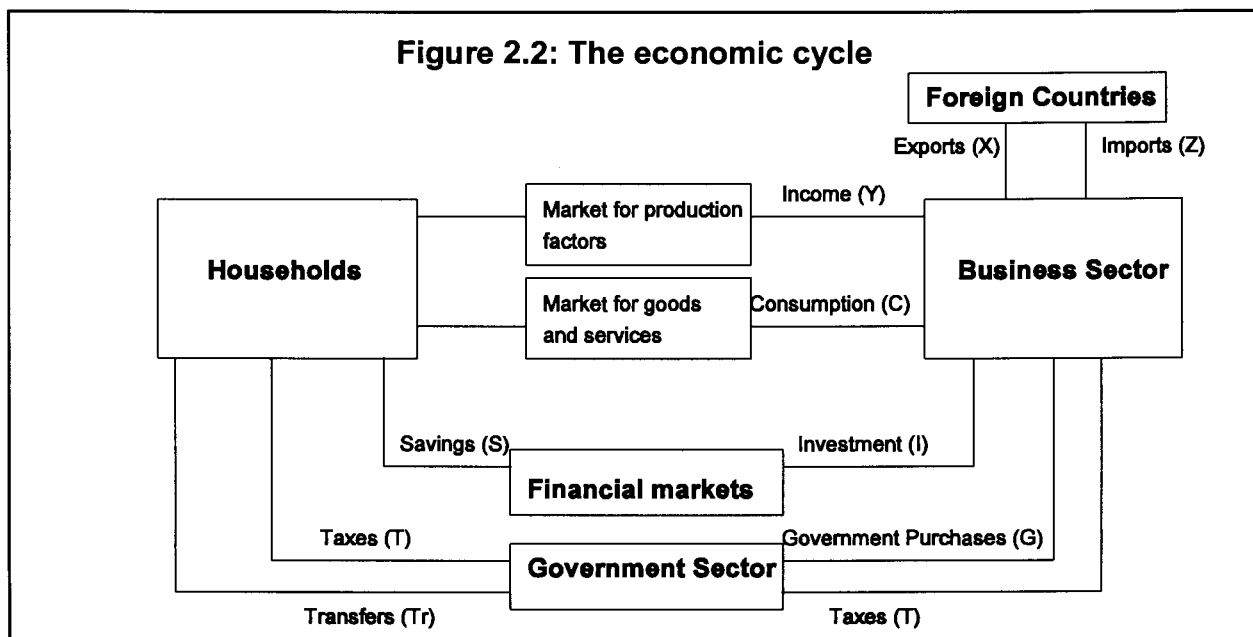 Figure 2.2: The economic cycle
Foreign Countries
Exports (X)
Imports (Z)
Market for production
factors
Income (Y)
Households
Business Sector
Market for goods
and services
Consumption (C)
Savings (S)
Investment (I)
Financial markets
Taxes (T)
Government Purchases (G)
Government Sector
Transfers (Tr)
Taxes (T)